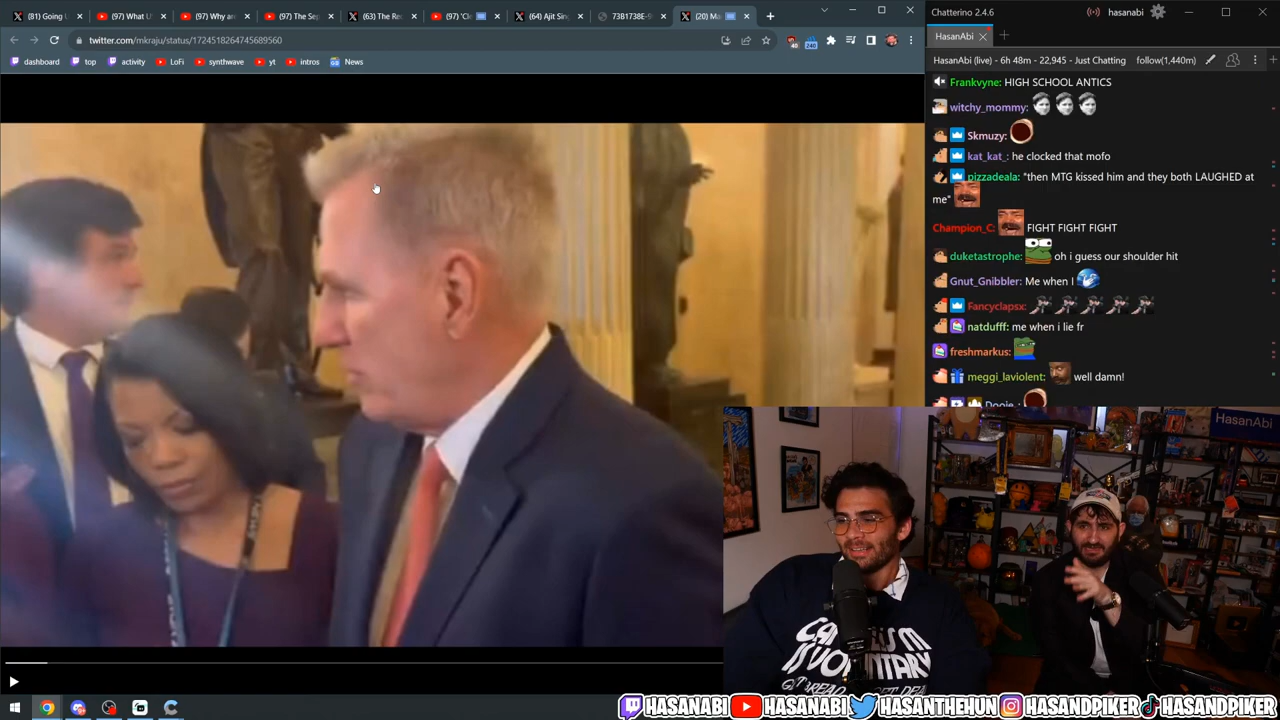 (81) Going
(97) What U
(97) Why an
(97) The Sep
(63) The Re
(97) 'C
(64) Ajit Sing
73B1738E-9
(20) Ma
Chatterino 2.4.6
hasanabi
twitter.com/mkraju/status/1724518264745689560
HasanAbi
dashboard
top
activity
LoFi
synthwave
yt
intros
News
HasanAbi (live) - 6h 48m - 22,945 - Just Chatting
follow(1,440m)
Frankvyne: HIGH SCHOOL ANTICS
witchy_mommy:
Skmuzy:
kat_kat_: he clocked that mofo
pizzadeala: "then MTG kissed him and they both LAUGHED at
me"
Champion_C: FIGHT FIGHT FIGHT
duketastrophe: oh i guess our shoulder hit
Gnut_Gnibbler: Me when I
Fancyclapsx:
natdufff: me when i lie fr
freshmarkus:
meggi_laviolent: well damn!
HasanAbi
HASANABI
HASANABI
HASANTHEHUN
HASANDPIKER
HASANDPIKER